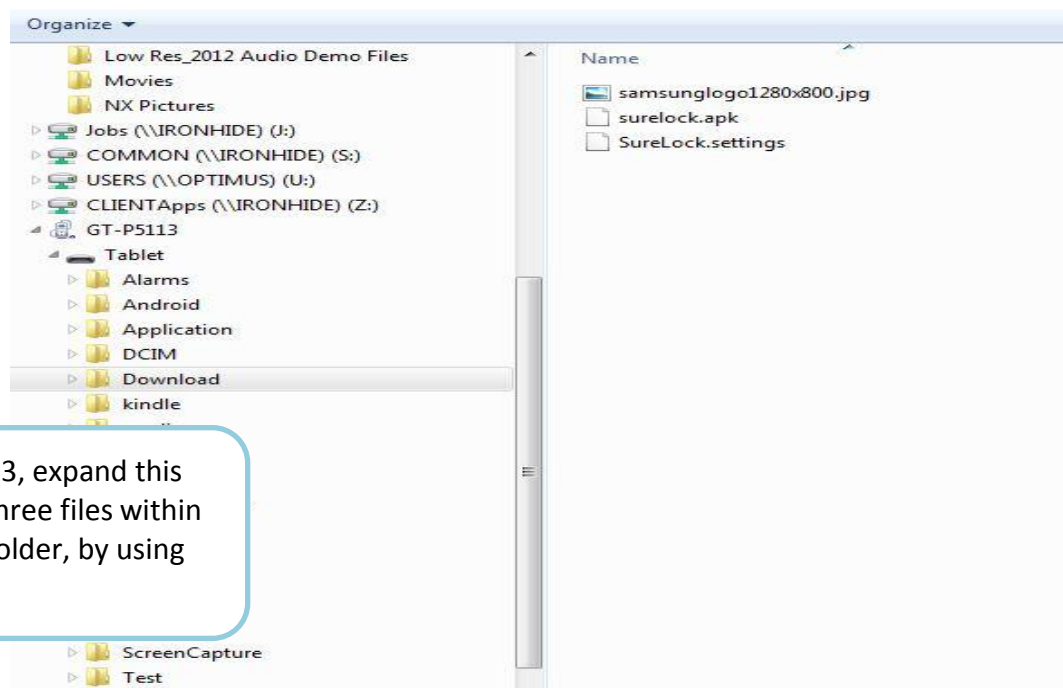 Organize
Low Res_2012 Audio Demo Files
Movies
NX Pictures
Jobs (\\IRONHIDE) (J:)
COMMON (\\IRONHIDE) (S:)
USERS (\\OPTIMUS) (U:)
CLIENTApps (\\IRONHIDE) (Z:)
GT-P5113
Tablet
Alarms
Android
Application
DCIM
Download
kindle
3, expand this
hree files within
older, by using
ScreenCapture
Test
Name
samsunglogo1280x800.jpg
surelock.apk
SureLock.settings